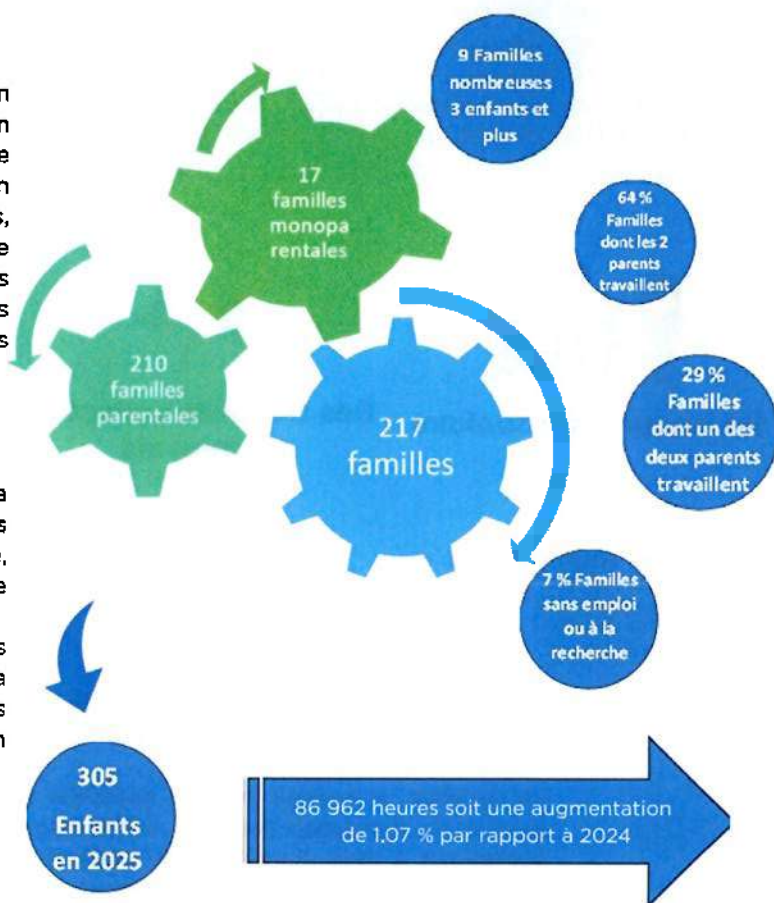 9 Familles
nombreuses
3 enfants et
plus
17
familles
monopa
rentales
64 %
Familles
dont les 2
parents
travaillent
210
familles
parentales
217
familles
29 %
Familles
dont un des
deux parents
travaillent
7 % Familles
sans emploi
ou à la
recherche
305
Enfants
en 2025
86 962 heures soit une augmentation
de 1,07 % par rapport à 2024